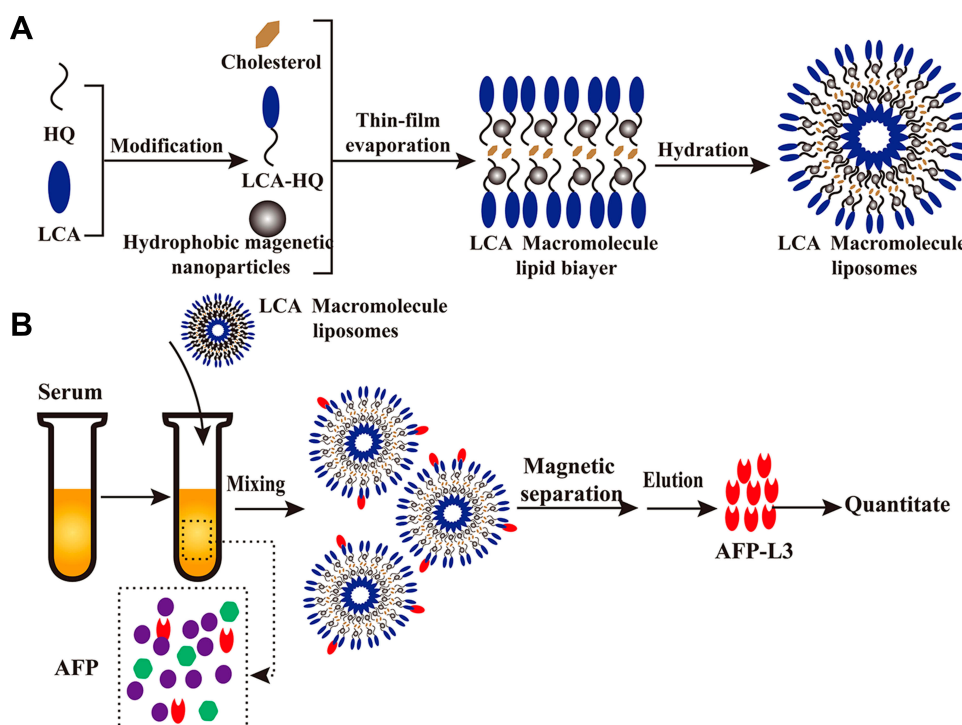 A
HQ
LCA
Modification
Cholesterol
LCA-HQ
Hydrophobic magenetic
nanoparticles
Thin-film
evaporation
LCA Macromolecule
lipid biayer
Hydration
LCA Macromolecule
liposomes
B
LCA Macromolecule
liposomes
Serum
Mixing
AFP
Magnetic
separation
Elution
AFP-L3
Quantitate